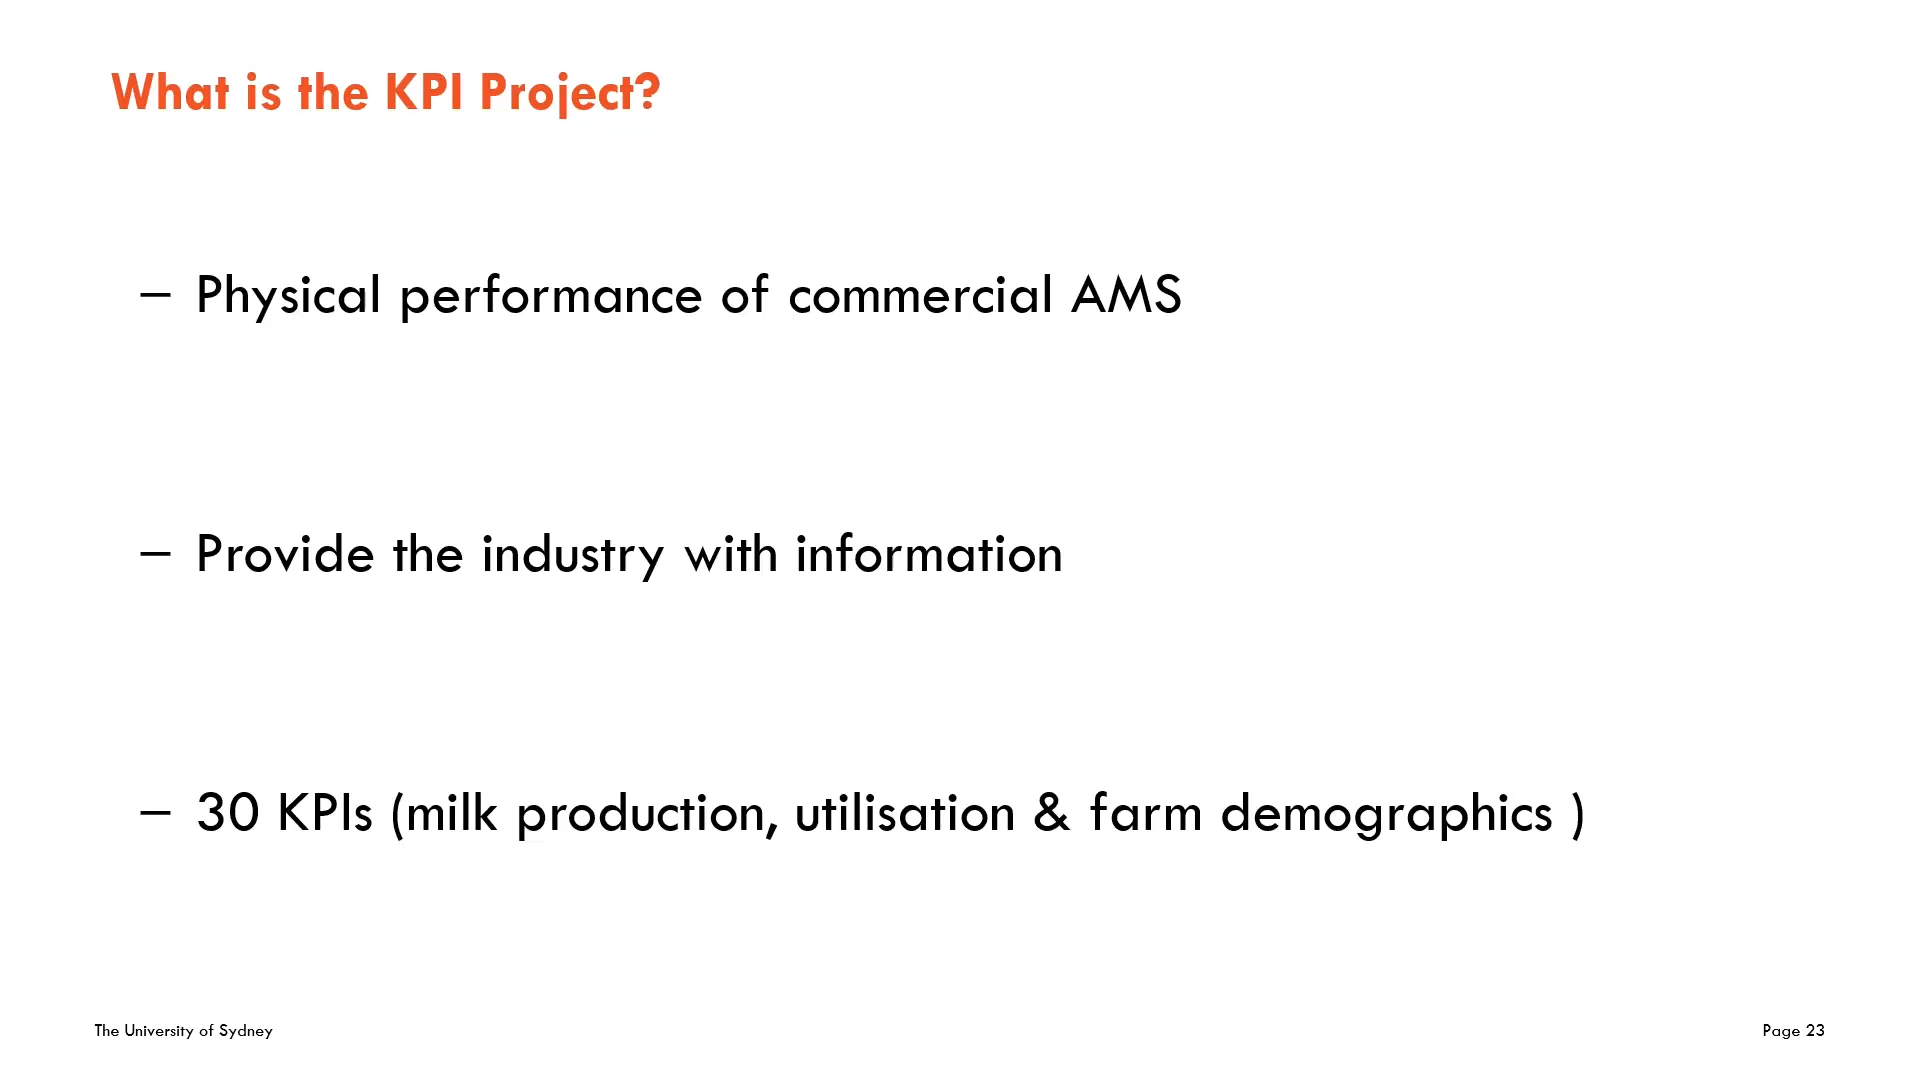 What is the KPI Project?
– Physical performance of commercial AMS
– Provide the industry with information
– 30 KPIs (milk production, utilisation & farm demographics )
The University of Sydney
Page 23